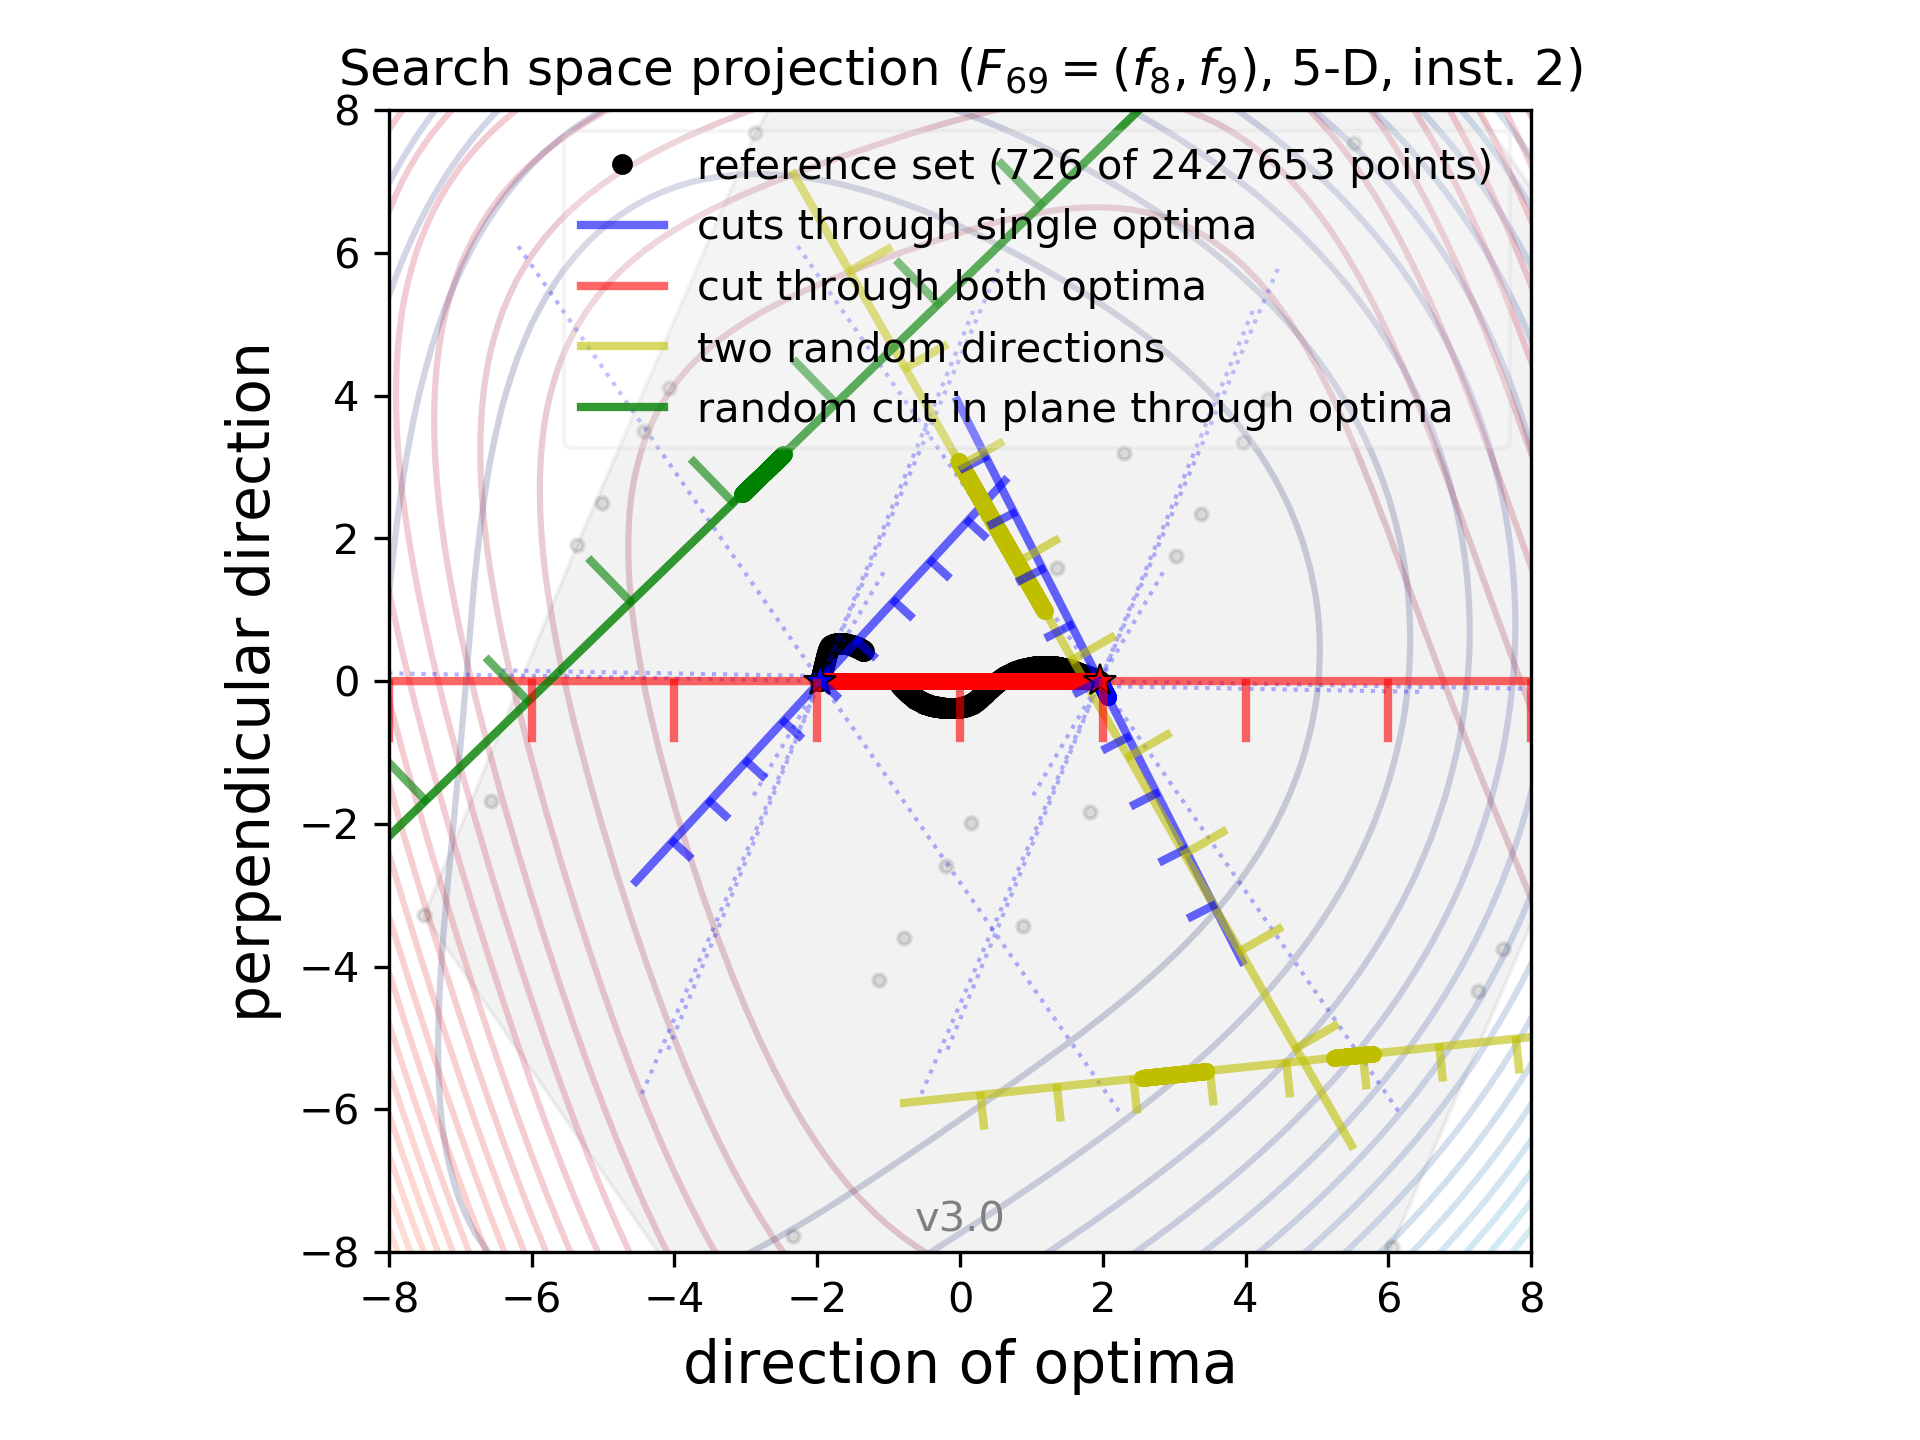 Search space projection (F₆₉ = (f₈, f₉), 5-D, inst. 2)
8
6
4
2
0
−2
−4
−6
−8
perpendicular direction
reference set (726 of 2427653 points)
cuts through single optima
cut through both optima
two random directions
random cut in plane through optima
v3.0
−8 −6 −4 −2 0 2 4 6 8
direction of optima